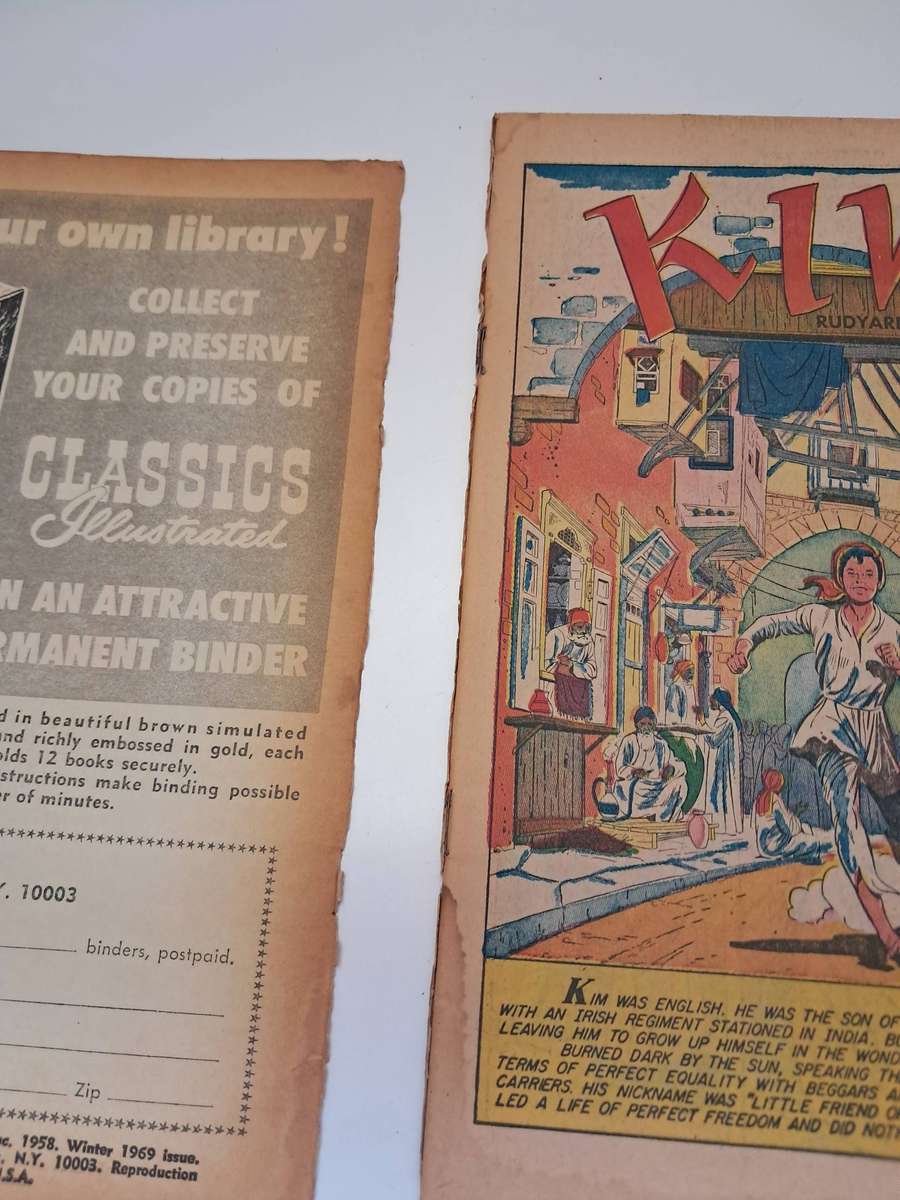 ur own library!
COLLECT
AND PRESERVE
YOUR COPIES OF
CLASSICS
Illustrated
N AN ATTRACTIVE
RMANENT BINDER
d in beautiful brown simulated
and richly embossed in gold, each
olds 12 books securely.
structions make binding possible
er of minutes.
Y. 10003
binders, postpaid.
Zip
nc. 1958. Winter 1969 issue.
N.Y. 10003. Reproduction
U.S.A.
KIM
RUDYARD
KIM WAS ENGLISH. HE WAS THE SON OF
WITH AN IRISH REGIMENT STATIONED IN INDIA. BU
LEAVING HIM TO GROW UP HIMSELF IN THE WOND
BURNED DARK BY THE SUN, SPEAKING TH
TERMS OF PERFECT EQUALITY WITH BEGGARS A
CARRIERS. HIS NICKNAME WAS "LITTLE FRIEND O
LED A LIFE OF PERFECT FREEDOM AND DID NOTH